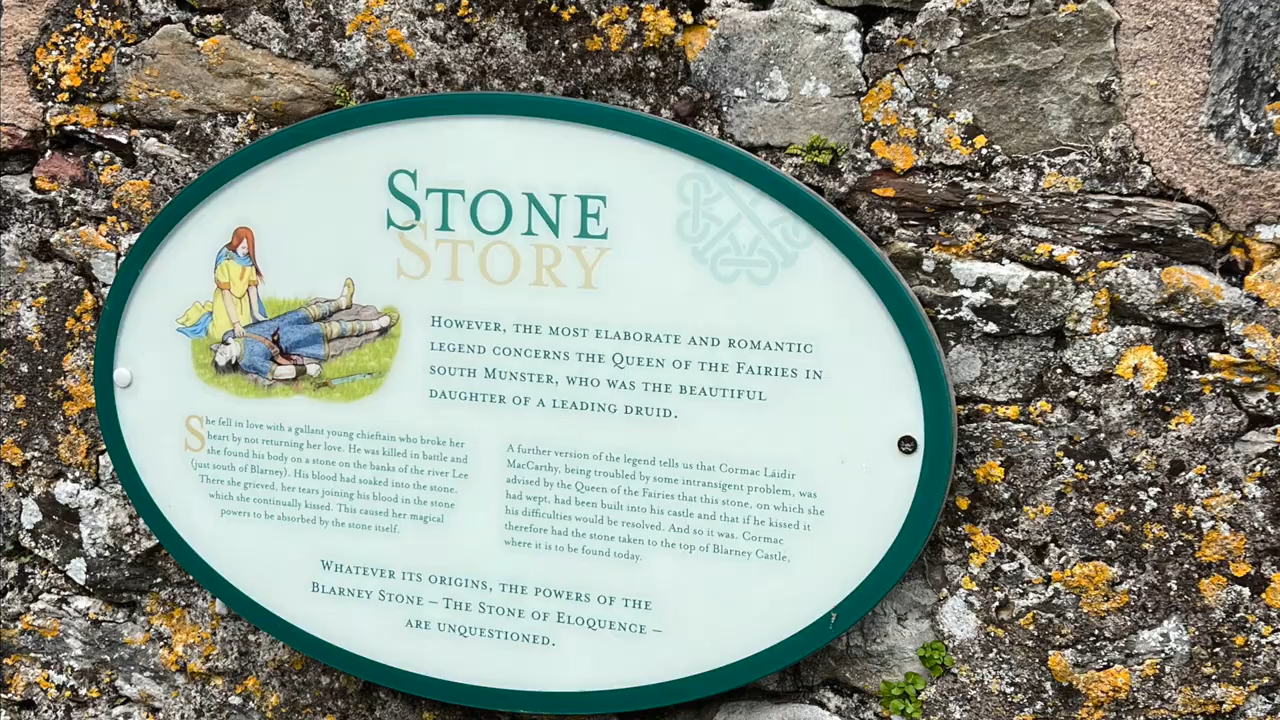 STONE
STORY
HOWEVER, THE MOST ELABORATE AND ROMANTIC
LEGEND CONCERNS THE QUEEN OF THE FAIRIES IN
SOUTH MUNSTER, WHO WAS THE BEAUTIFUL
DAUGHTER OF A LEADING DRUID.
She fell in love with a gallant young chieftain who broke her
heart by not returning her love. He was killed in battle and
she found his body on a stone on the banks of the river Lee
(just south of Blarney). His blood had soaked into the stone.
There she grieved, her tears joining his blood in the stone
which she continually kissed. This caused her magical
powers to be absorbed by the stone itself.
A further version of the legend tells us that Cormac Láidir
MacCarthy, being troubled by some intransigent problem, was
advised by the Queen of the Fairies that this stone, on which she
had wept, had been built into his castle and that if he kissed it
his difficulties would be resolved. And so it was. Cormac
therefore had the stone taken to the top of Blarney Castle,
where it is to be found today.
WHATEVER ITS ORIGINS, THE POWERS OF THE
BLARNEY STONE – THE STONE OF ELOQUENCE –
ARE UNQUESTIONED.